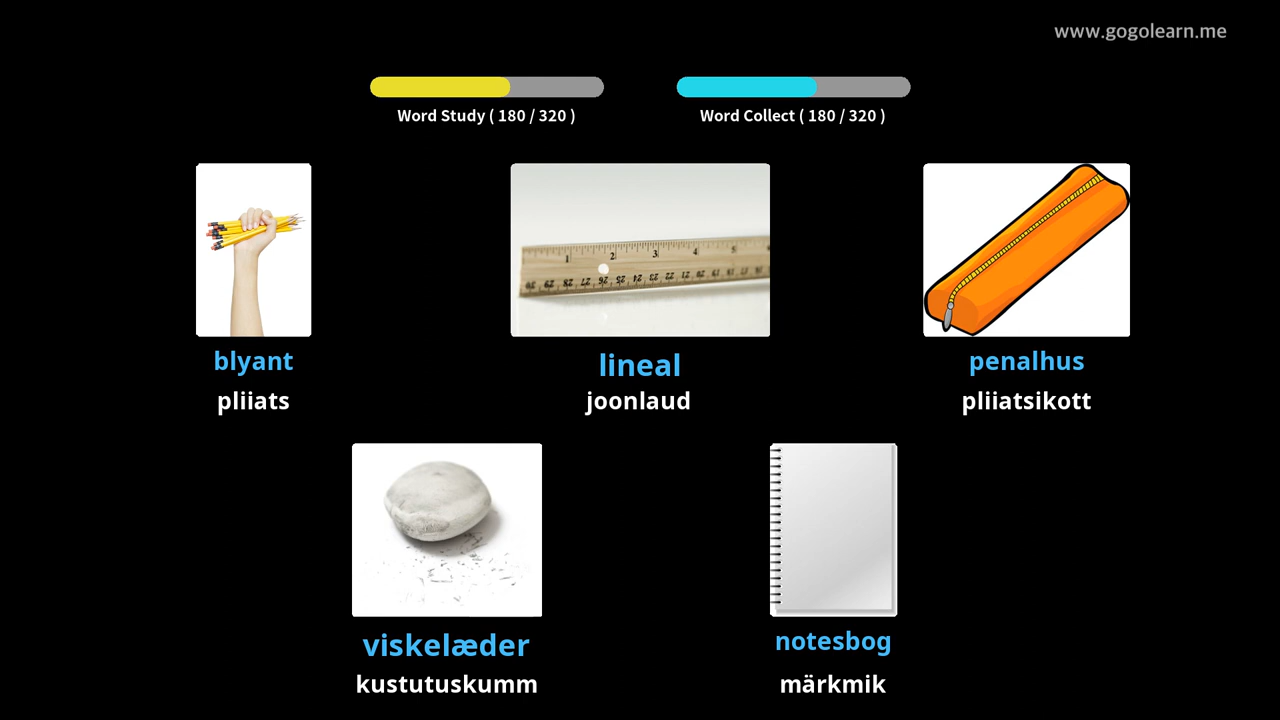 www.gogolearn.me
Word Study ( 180 / 320 )
Word Collect ( 180 / 320 )
blyant
pliiats
lineal
joonlaud
penalhus
pliiatsikott
viskelæder
kustutuskumm
notesbog
märkmik